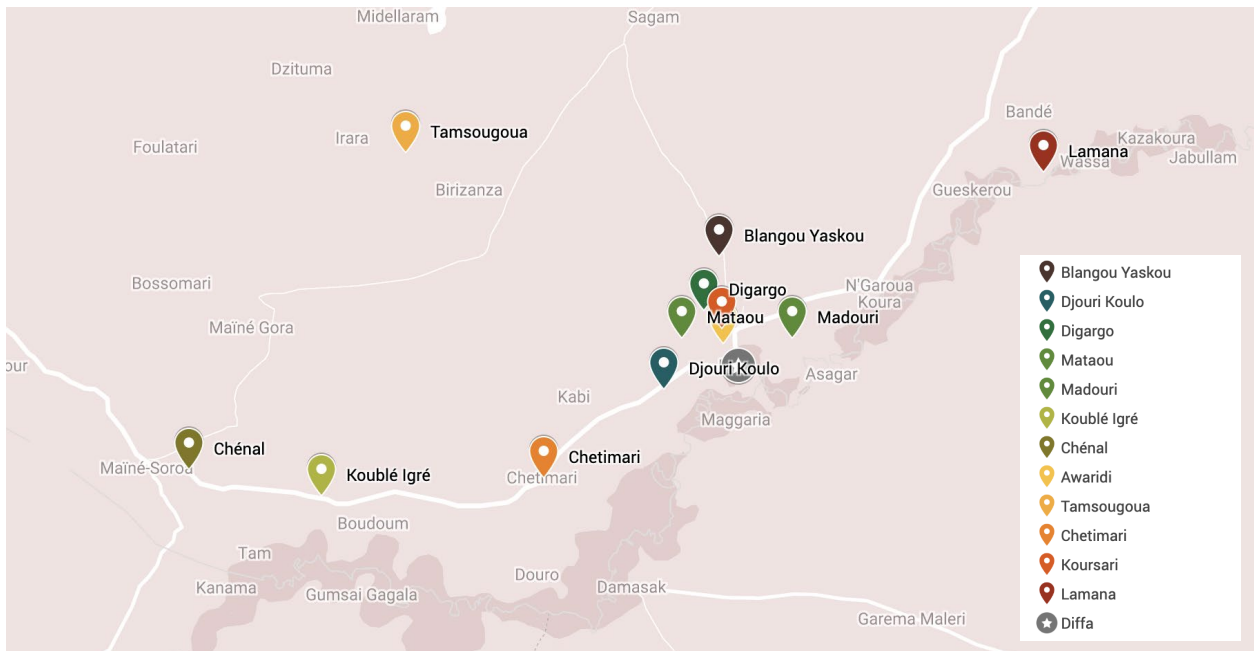 Midellaram
Sagam
Dzituma
Bandé
Tamsougoua
Irara
Foulatari
Kazakoura
Lamana
Wassa
Jabullam
Birizanza
Gueskerou
Blangou Yaskou
Bossomari
Digargo
N'Garoua
Koura
Mataou
Madouri
Maïné Gora
our
Djouri Koulo
Asagar
Kabi
Maggaria
Chénal
Chetimari
Maïné-Soroa
Koublé Igré
Chetimari
Boudoum
Tam
Douro
Kanama
Gumsai Gagala
Damasak
Garema Maleri
Blangou Yaskou
Djouri Koulo
Digargo
Mataou
Madouri
Koublé Igré
Chénal
Awaridi
Tamsougoua
Chetimari
Koursari
Lamana
Diffa